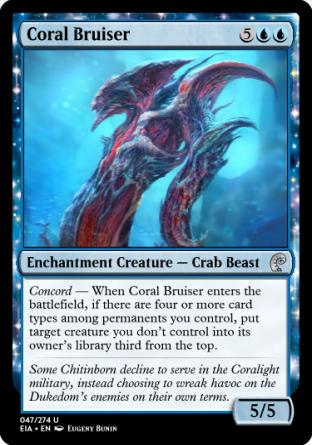 Coral Bruiser 5
Enchantment Creature — Crab Beast
Concord — When Coral Bruiser enters the
battlefield, if there are four or more card
types among permanents you control, put
target creature you don't control into its
owner's library third from the top.
Some Chitinborn decline to serve in the Coralight
military, instead choosing to wreak havoc on the
Dukedom's enemies on their own terms.
5/5
047/274 U
EIA • EN Eugeny Bunin